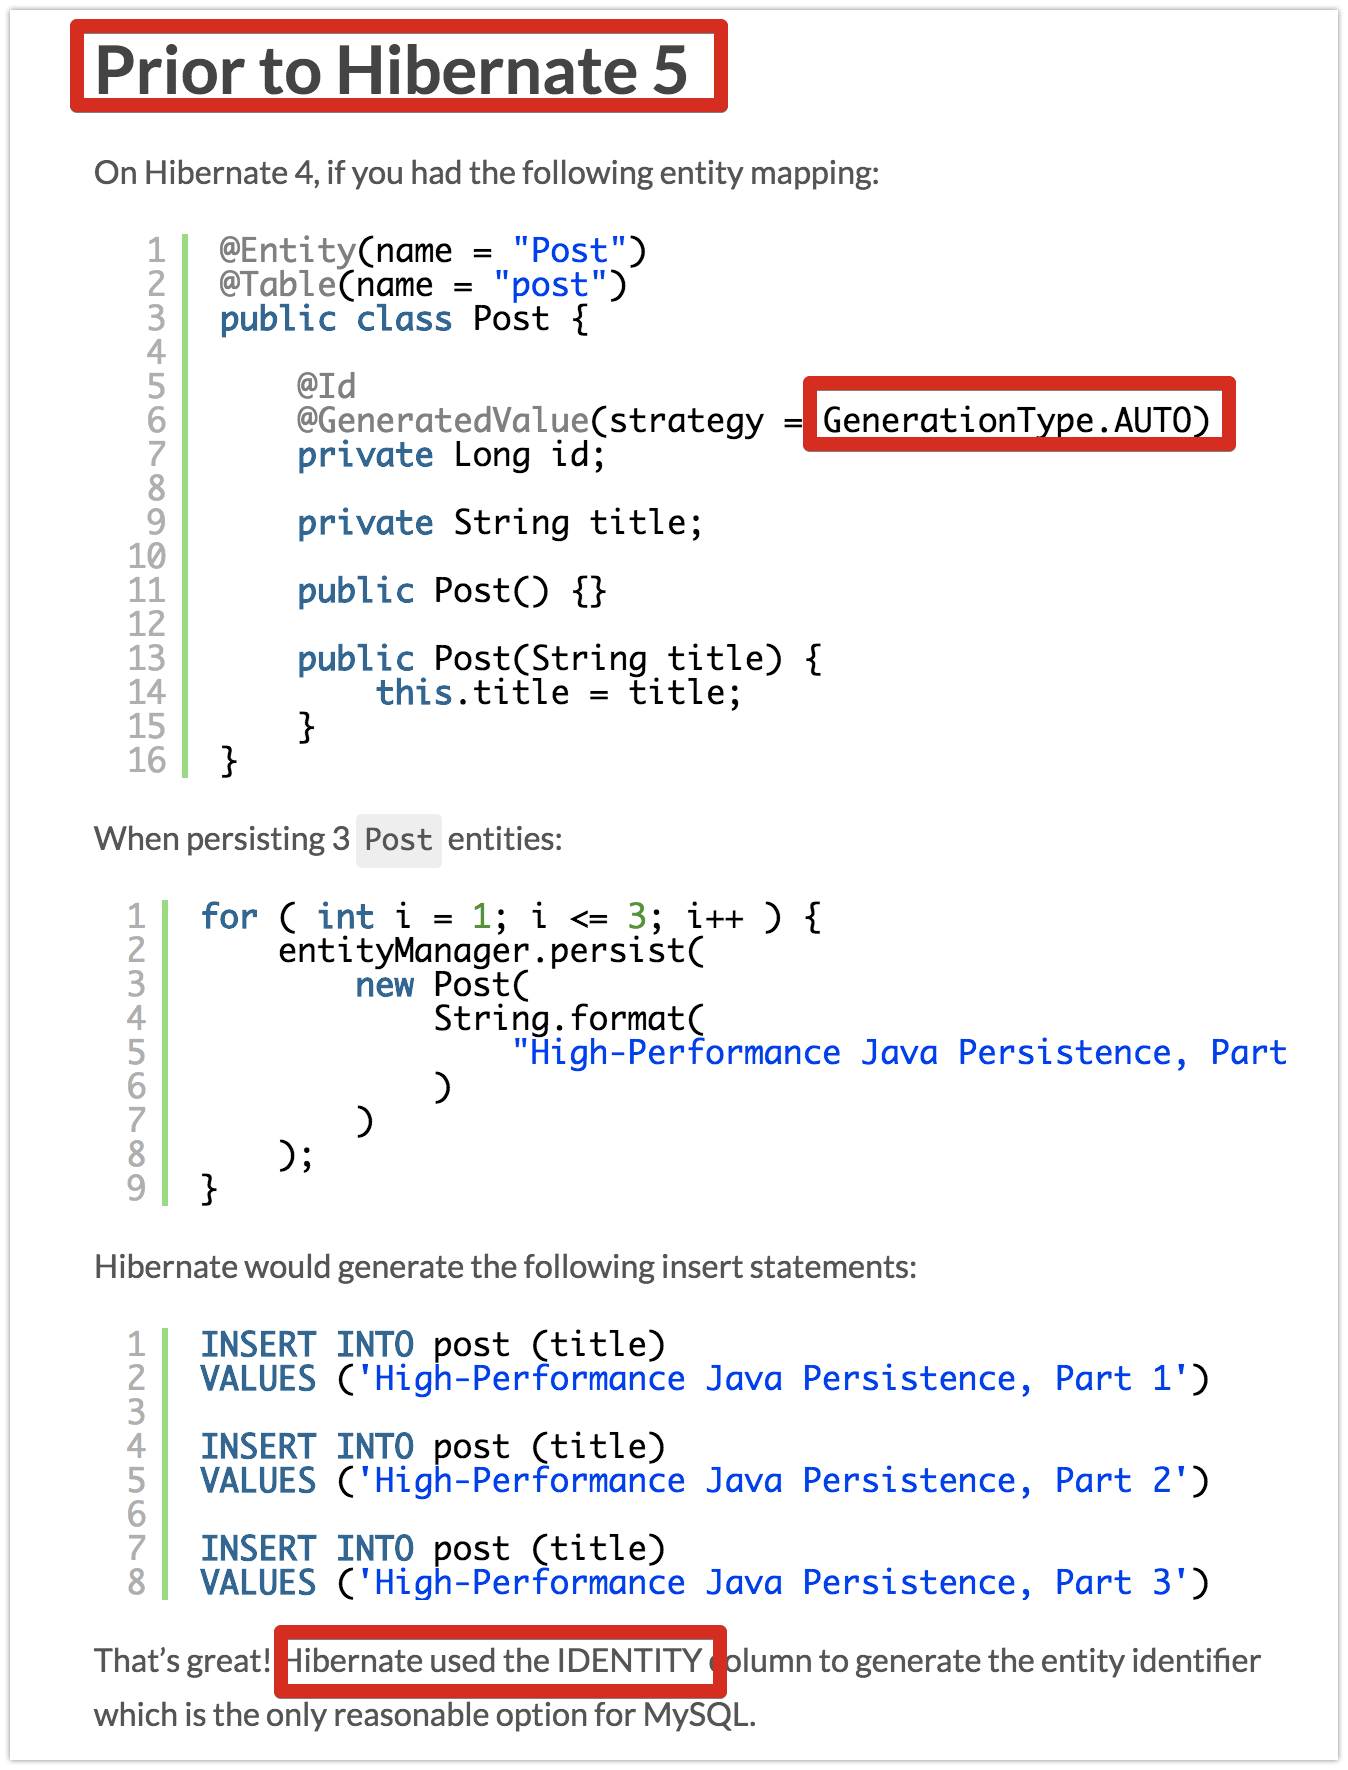 Prior to Hibernate 5
On Hibernate 4, if you had the following entity mapping:
1 @Entity(name = "Post")
2 @Table(name = "post")
3 public class Post {
4
5 @Id
6 @GeneratedValue(strategy = GenerationType.AUTO)
7 private Long id;
8
9 private String title;
10
11 public Post() {}
12
13 public Post(String title) {
14 this.title = title;
15 }
16 }
When persisting 3 Post entities:
1 for ( int i = 1; i <= 3; i++ ) {
2 entityManager.persist(
3 new Post(
4 String.format(
5 "High-Performance Java Persistence, Part
6 )
7 )
8 );
9 }
Hibernate would generate the following insert statements:
1 INSERT INTO post (title)
2 VALUES ('High-Performance Java Persistence, Part 1')
3
4 INSERT INTO post (title)
5 VALUES ('High-Performance Java Persistence, Part 2')
6
7 INSERT INTO post (title)
8 VALUES ('High-Performance Java Persistence, Part 3')
That's great! Hibernate used the IDENTITY column to generate the entity identifier
which is the only reasonable option for MySQL.